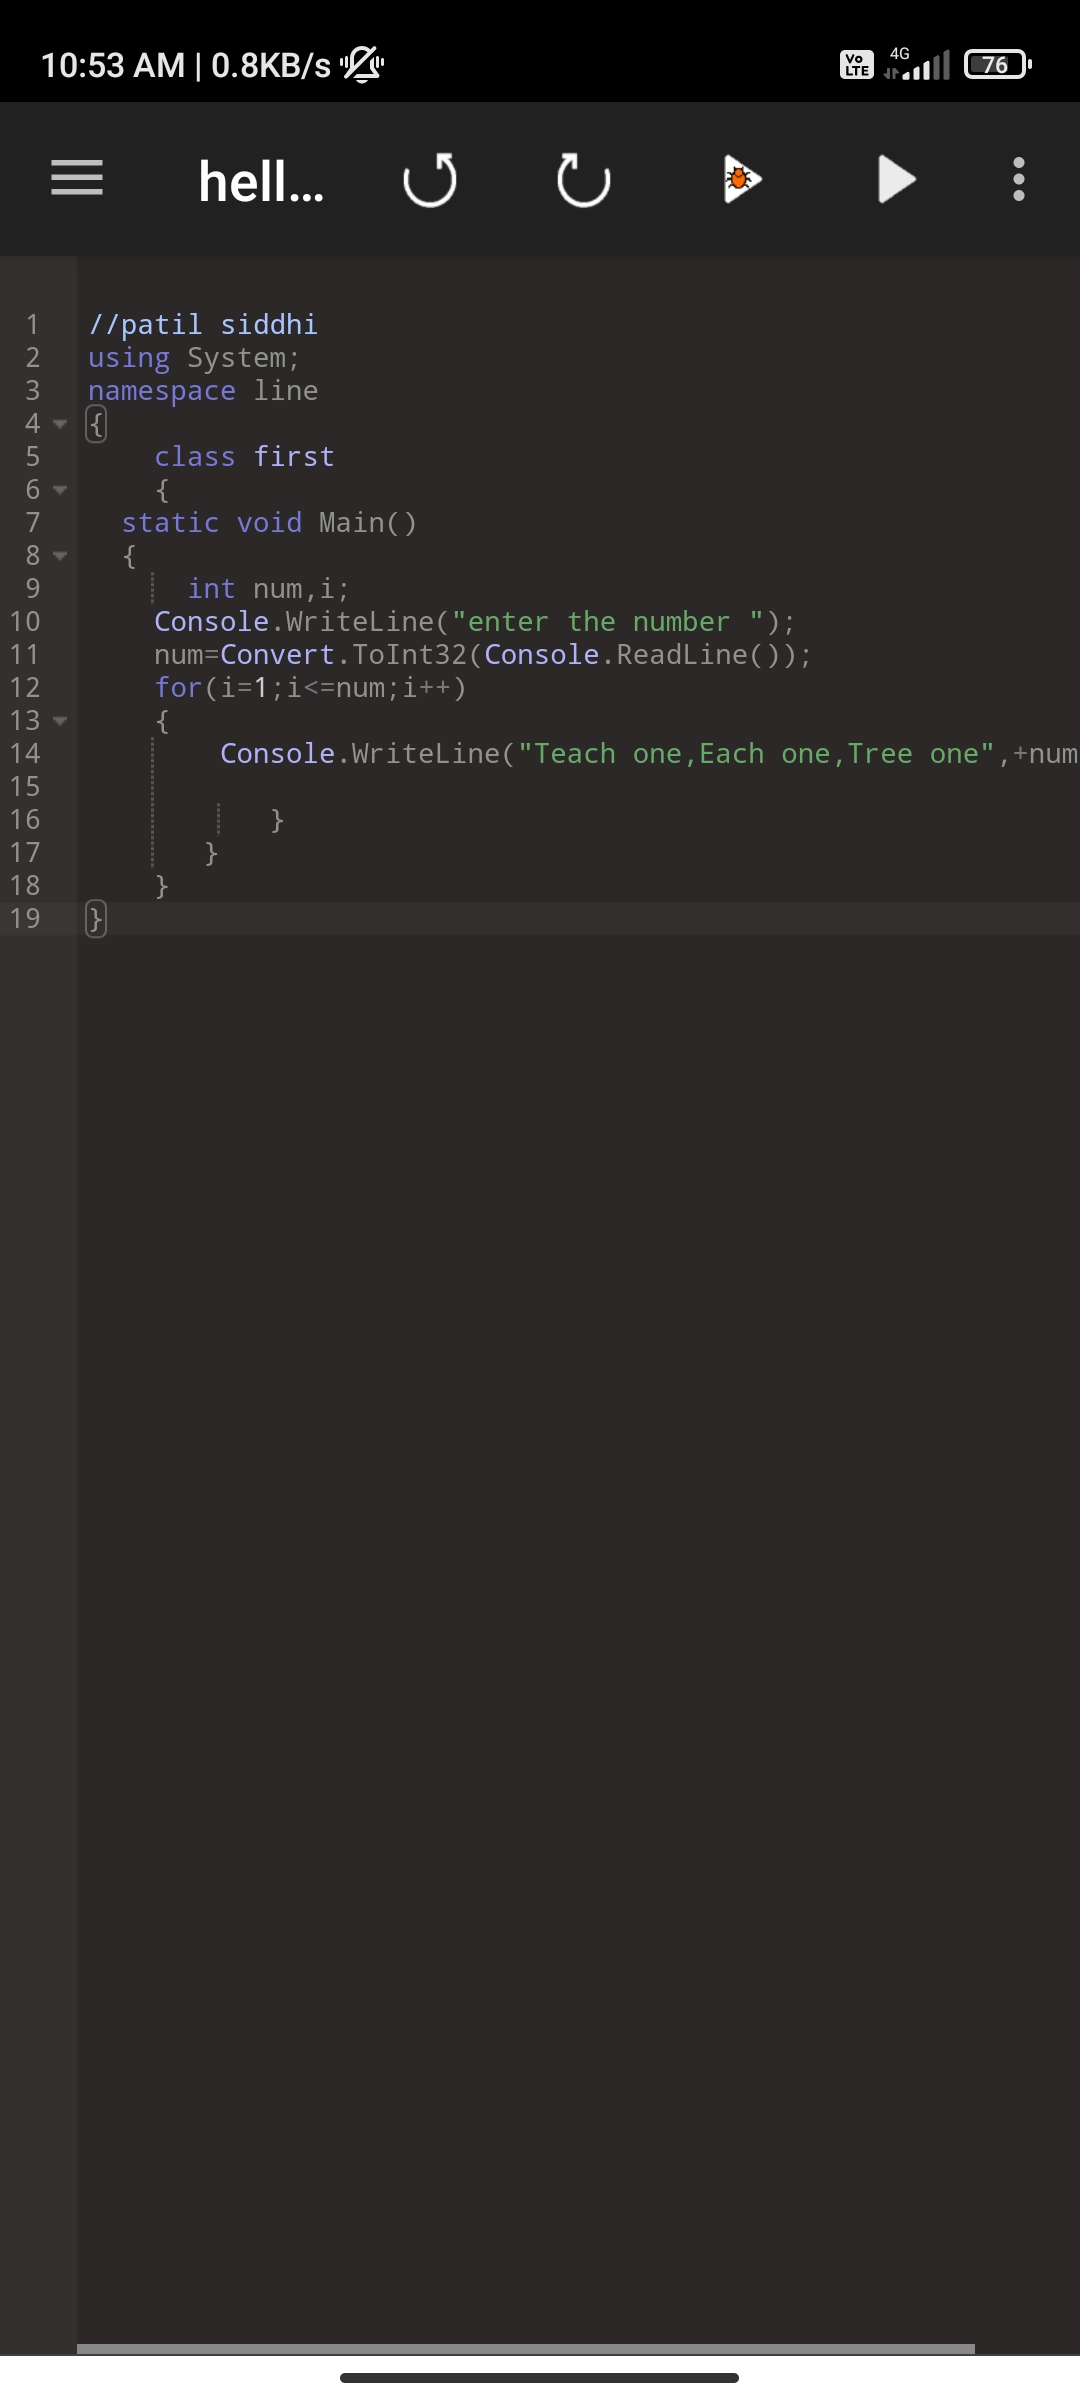 10:53 AM | 0.8KB/s Vo LTE 4G 76
hell...
1 //patil siddhi
2 using System;
3 namespace line
4 {
5 class first
6 {
7 static void Main()
8 {
9 int num,i;
10 Console.WriteLine("enter the number ");
11 num=Convert.ToInt32(Console.ReadLine());
12 for(i=1;i<=num;i++)
13 {
14 Console.WriteLine("Teach one,Each one,Tree one",+num
15
16 }
17 }
18 }
19 }